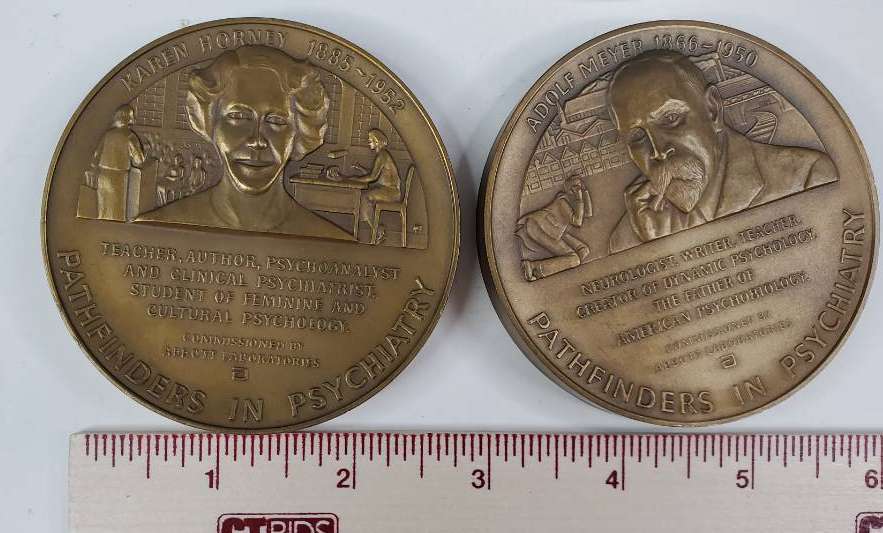 KAREN HORNEY 1885~1952
TEACHER, AUTHOR, PSYCHOANALYST
AND CLINICAL PSYCHIATRIST.
STUDENT OF FEMININE AND
CULTURAL PSYCHOLOGY.
COMMISSIONED BY
ABBOTT LABORATORIES
a
PATHFINDERS IN PSYCHIATRY
ADOLF MEYER 1866~1950
NEUROLOGIST, WRITER, TEACHER.
CREATOR OF DYNAMIC PSYCHOLOGY.
THE FATHER OF
AMERICAN PSYCHOBIOLOGY.
COMMISSIONED BY
ABBOTT LABORATORIES
a
PATHFINDERS IN PSYCHIATRY
1 2 3 4 5 6
CTBIDS